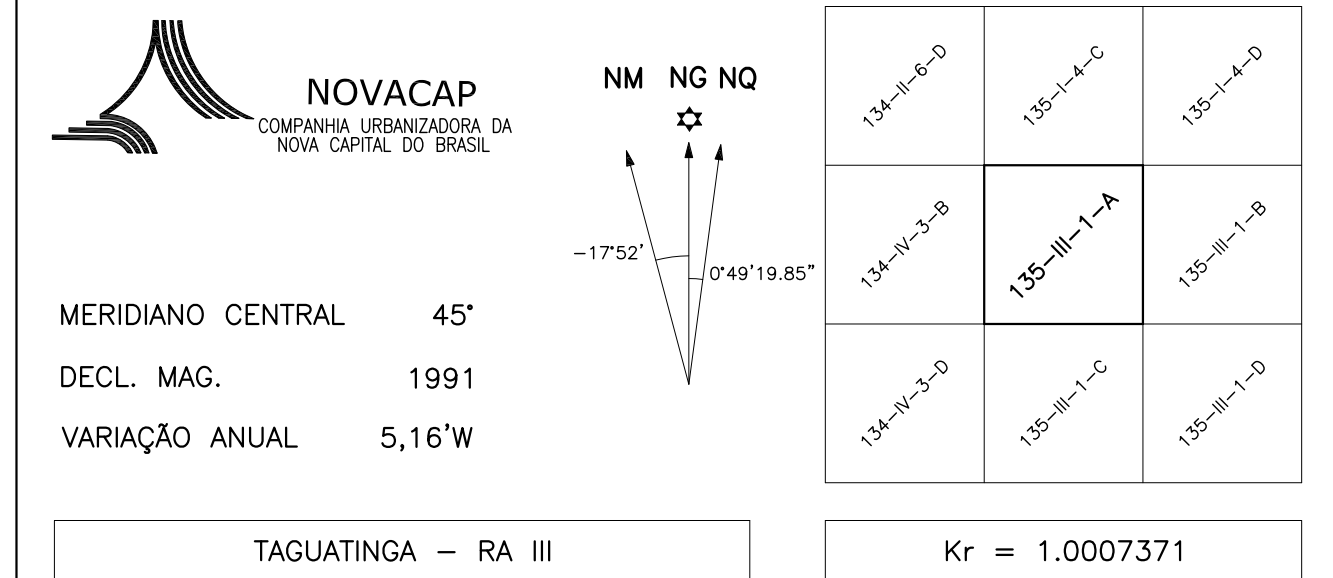 NOVACAP
COMPANHIA URBANIZADORA DA
NOVA CAPITAL DO BRASIL
NM NG NQ
−17°52'
0°49'19.85"
MERIDIANO CENTRAL 45°
DECL. MAG. 1991
VARIAÇÃO ANUAL 5,16'W
134−II−6−D
135−I−4−C
135−I−4−D
134−IV−3−B
135−III−1−A
135−III−1−B
134−IV−3−D
135−III−1−C
135−III−1−D
TAGUATINGA − RA III
Kr = 1.0007371